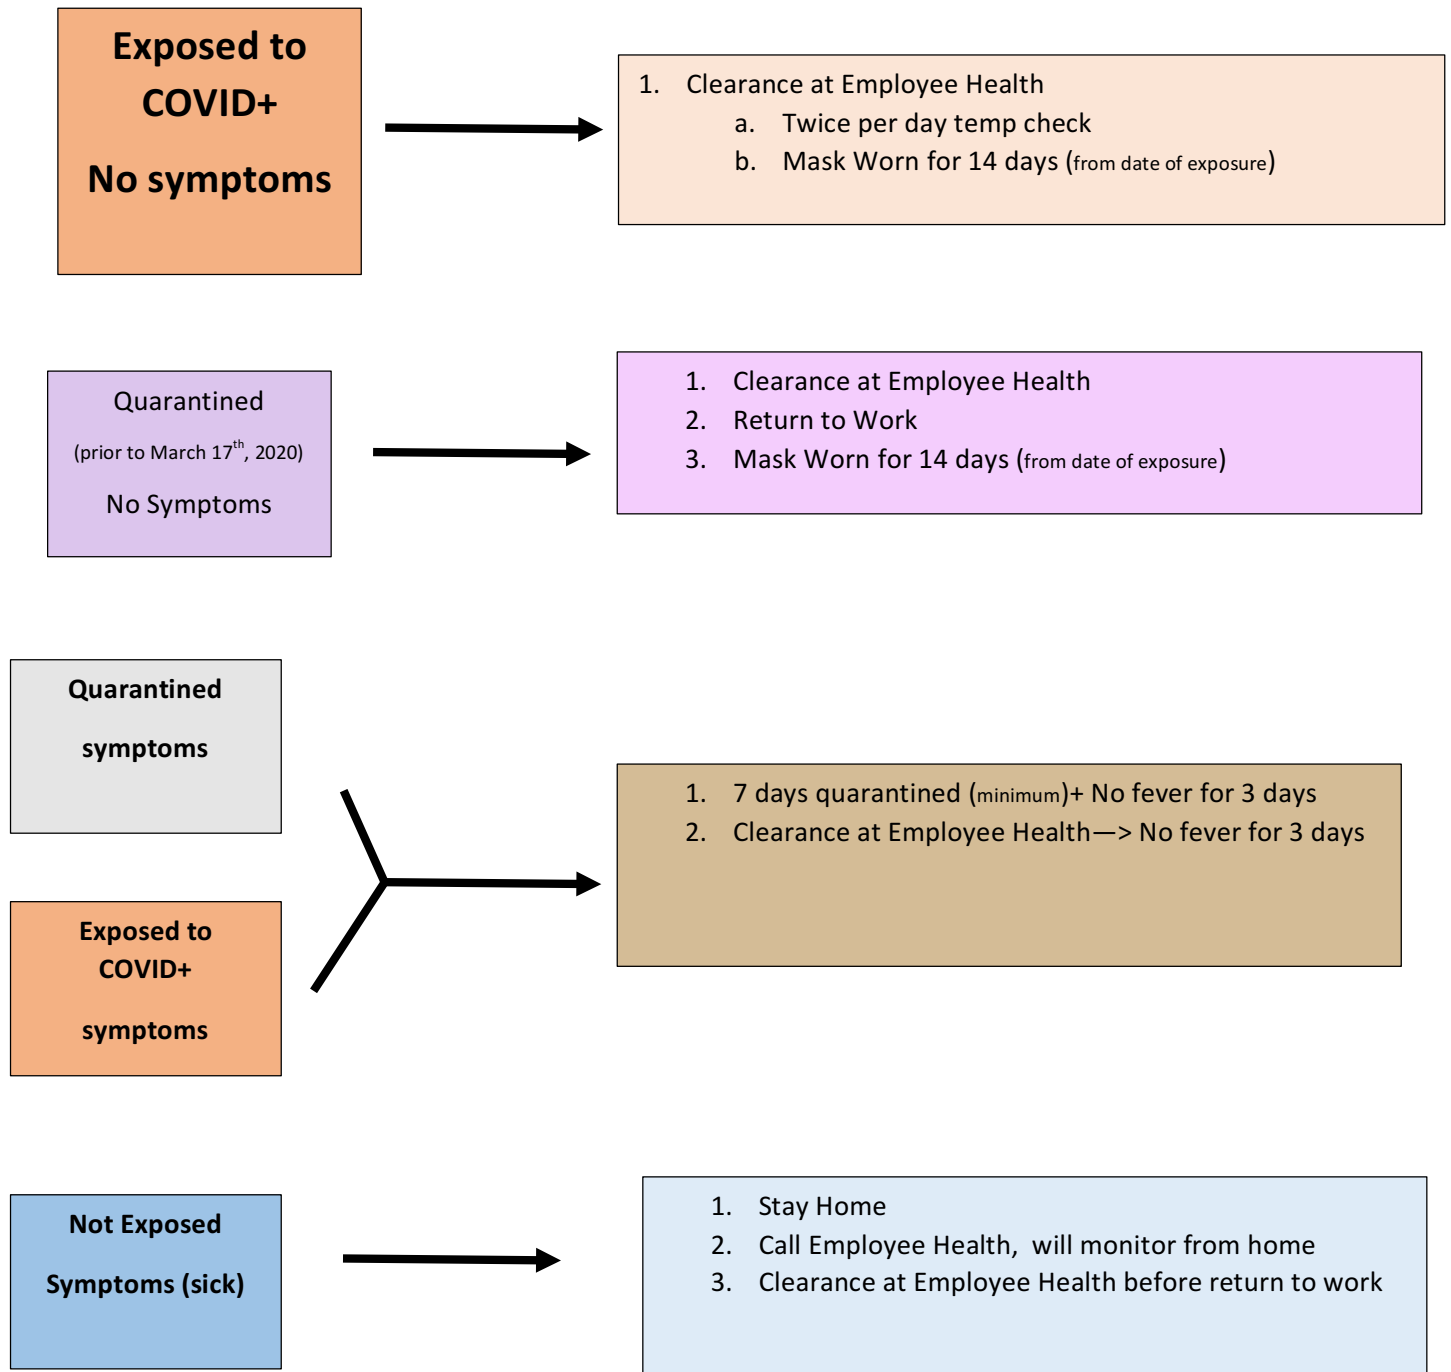 Exposed to
COVID+
No symptoms
1. Clearance at Employee Health
a. Twice per day temp check
b. Mask Worn for 14 days (from date of exposure)
Quarantined
(prior to March 17th, 2020)
No Symptoms
1. Clearance at Employee Health
2. Return to Work
3. Mask Worn for 14 days (from date of exposure)
Quarantined
symptoms
Exposed to
COVID+
symptoms
1. 7 days quarantined (minimum)+ No fever for 3 days
2. Clearance at Employee Health—> No fever for 3 days
Not Exposed
Symptoms (sick)
1. Stay Home
2. Call Employee Health, will monitor from home
3. Clearance at Employee Health before return to work